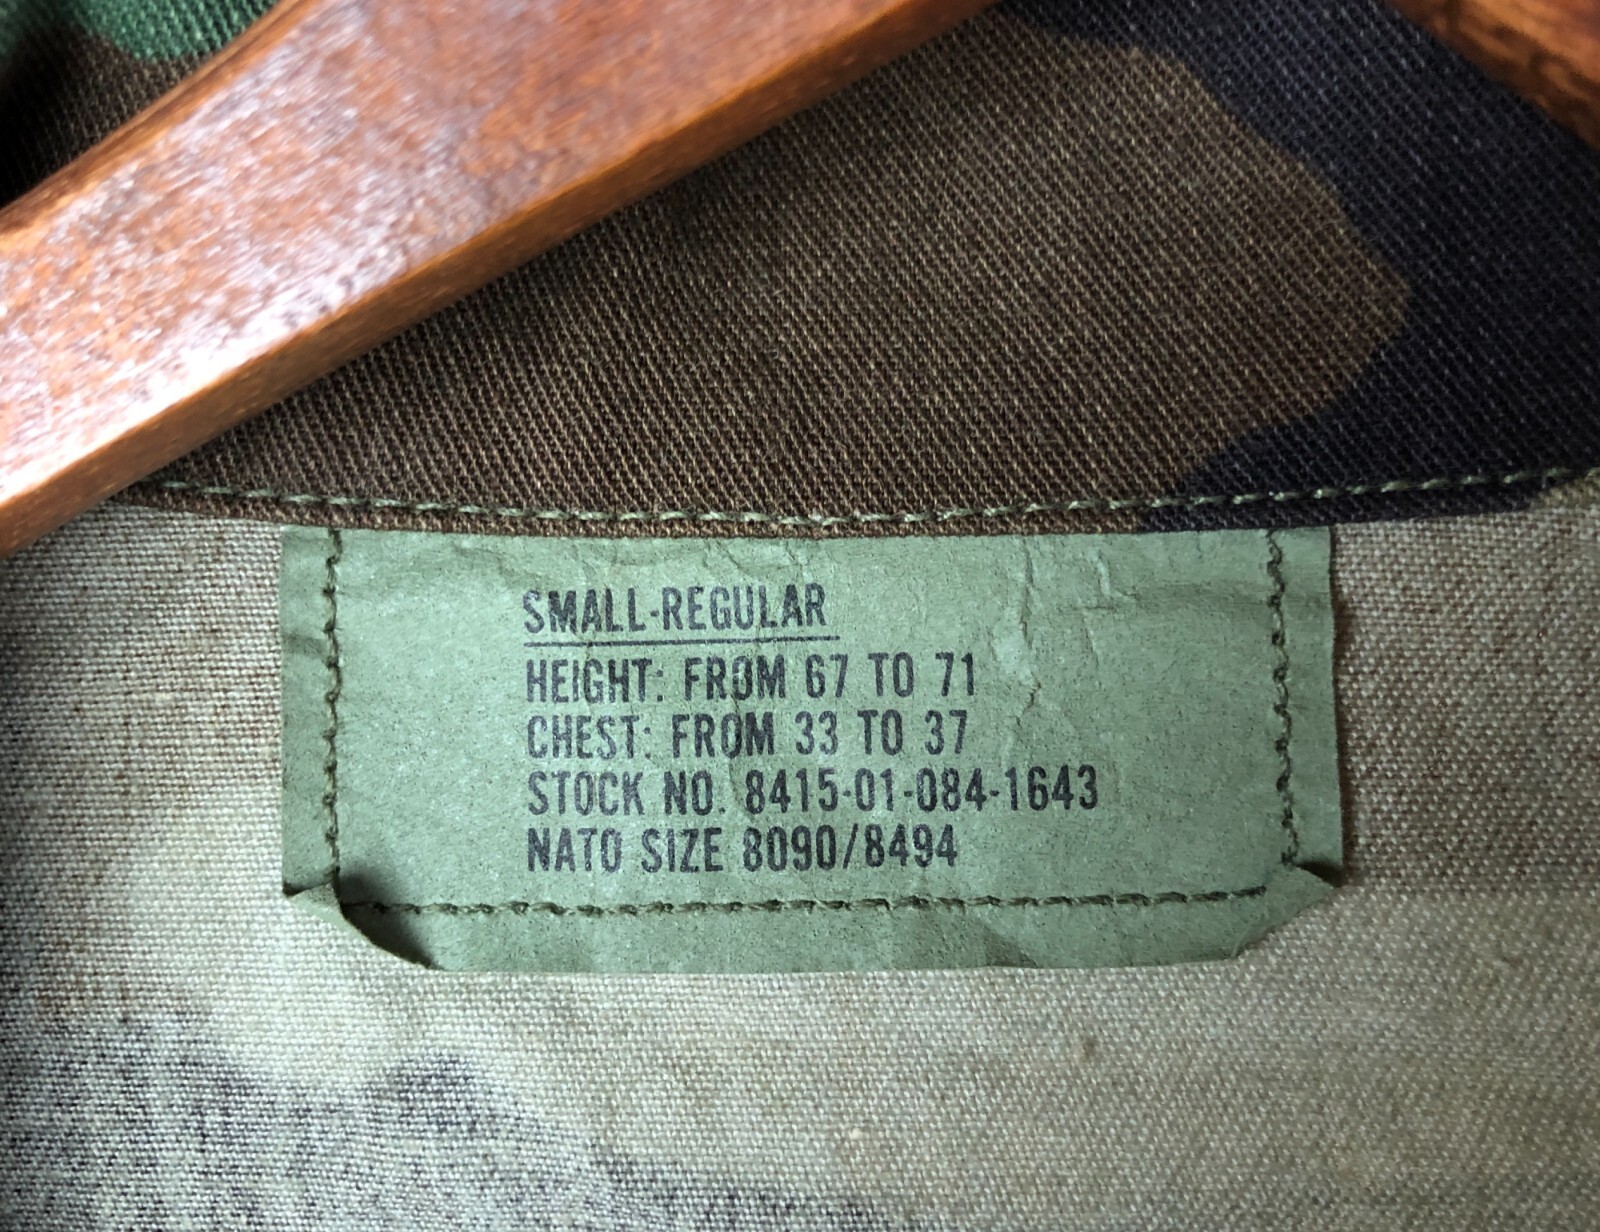 SMALL-REGULAR
HEIGHT: FROM 67 TO 71
CHEST: FROM 33 TO 37
STOCK NO. 8415-01-084-1643
NATO SIZE 8090/8494